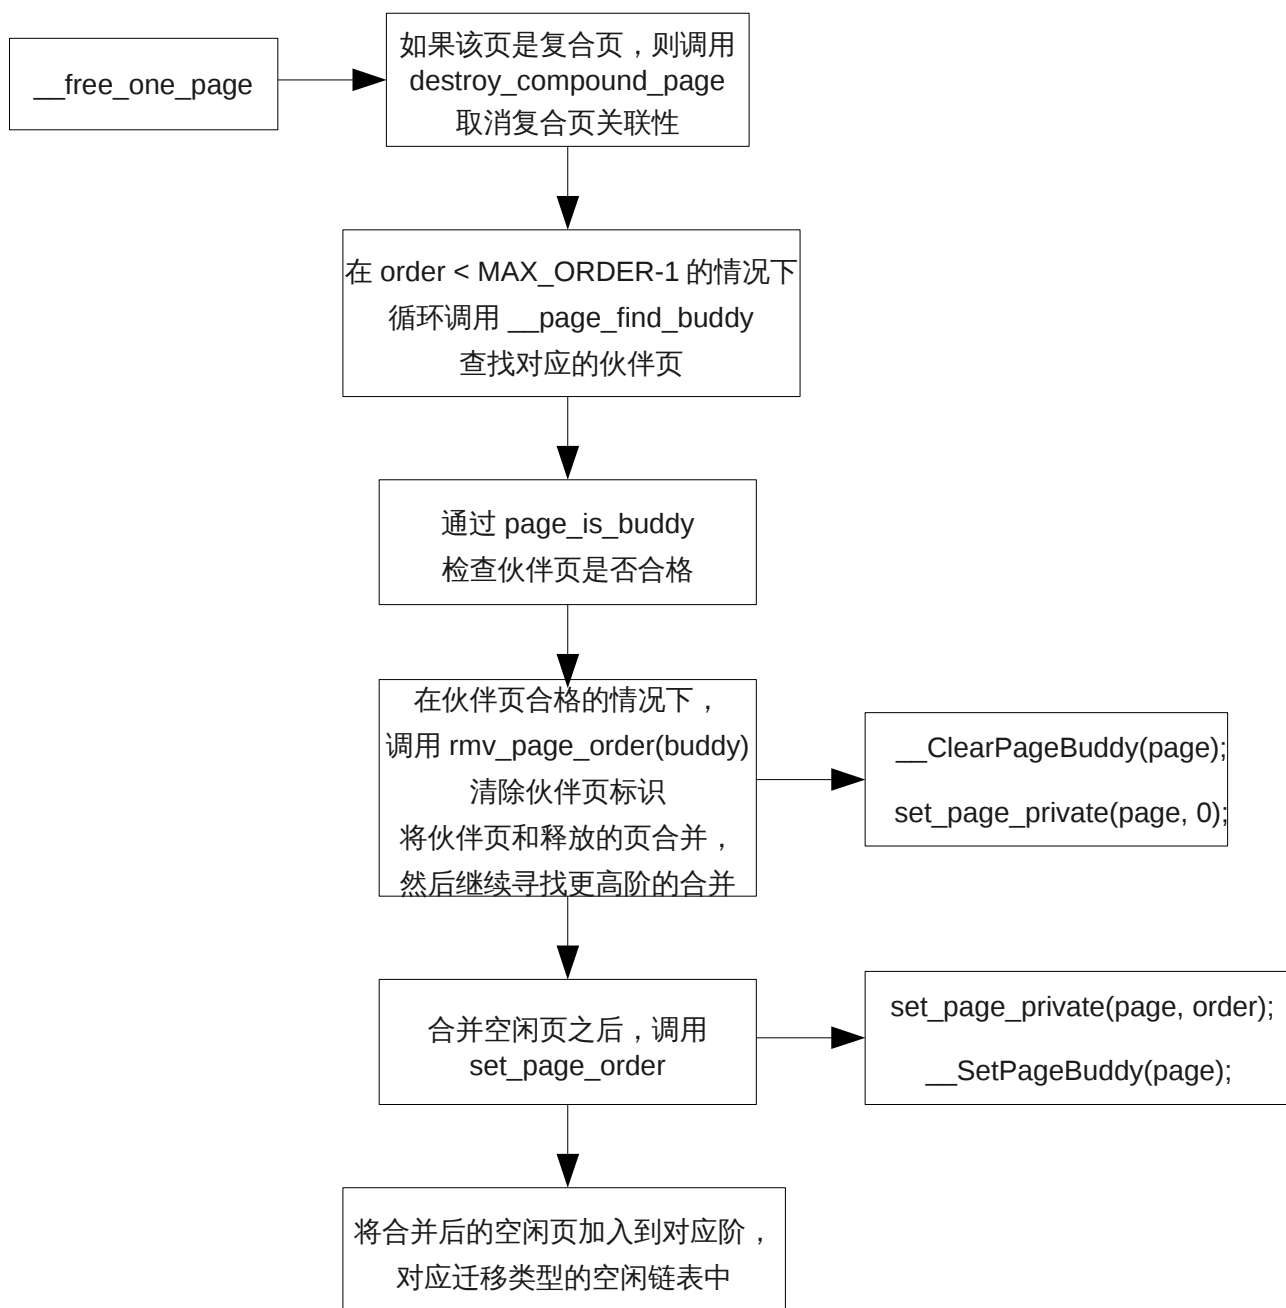 __free_one_page
如果该页是复合页，则调用
destroy_compound_page
取消复合页关联性
在 order < MAX_ORDER-1 的情况下
循环调用 __page_find_buddy
查找对应的伙伴页
通过 page_is_buddy
检查伙伴页是否合格
在伙伴页合格的情况下，
调用 rmv_page_order(buddy)
清除伙伴页标识
将伙伴页和释放的页合并，
然后继续寻找更高阶的合并
__ClearPageBuddy(page);
set_page_private(page, 0);
合并空闲页之后，调用
set_page_order
set_page_private(page, order);
__SetPageBuddy(page);
将合并后的空闲页加入到对应阶，
对应迁移类型的空闲链表中